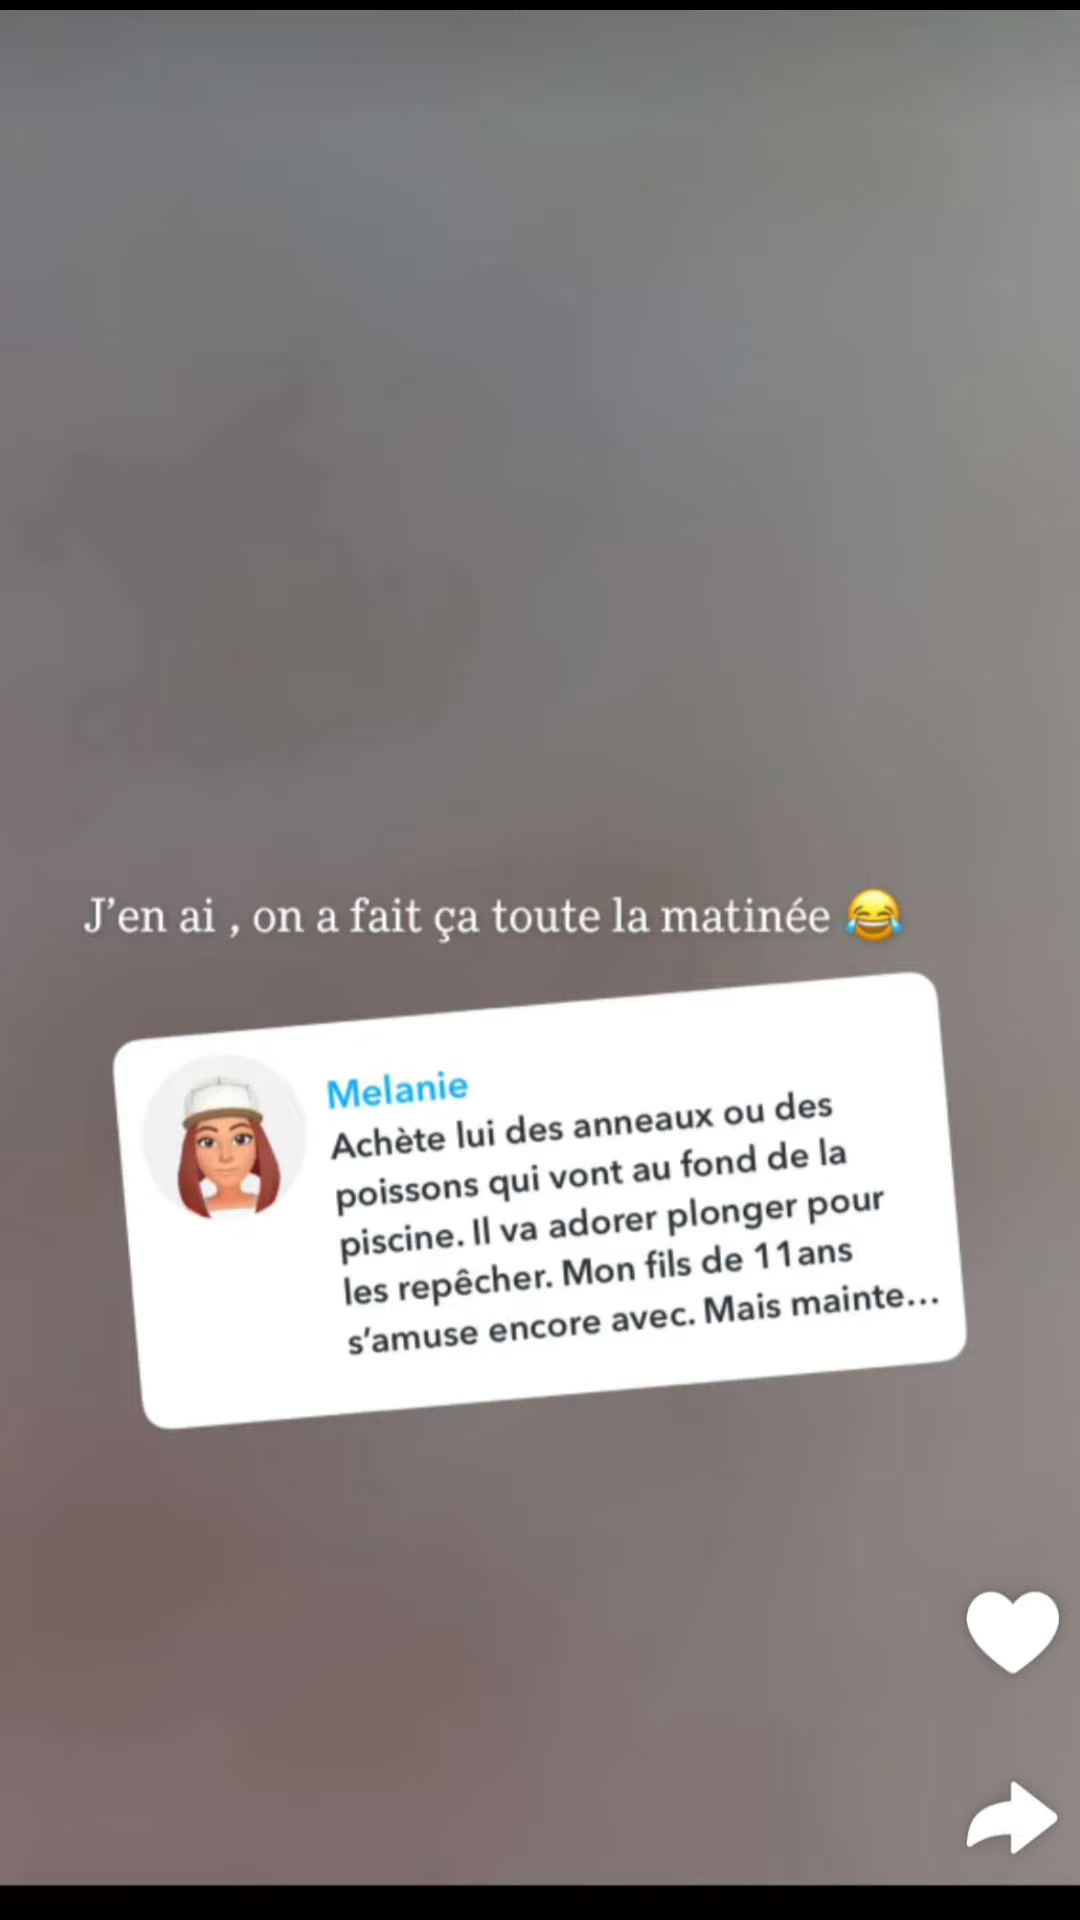 J’en ai , on a fait ça toute la matinée 😂
Melanie
Achète lui des anneaux ou des
poissons qui vont au fond de la
piscine. Il va adorer plonger pour
les repêcher. Mon fils de 11ans
s’amuse encore avec. Mais mainte…